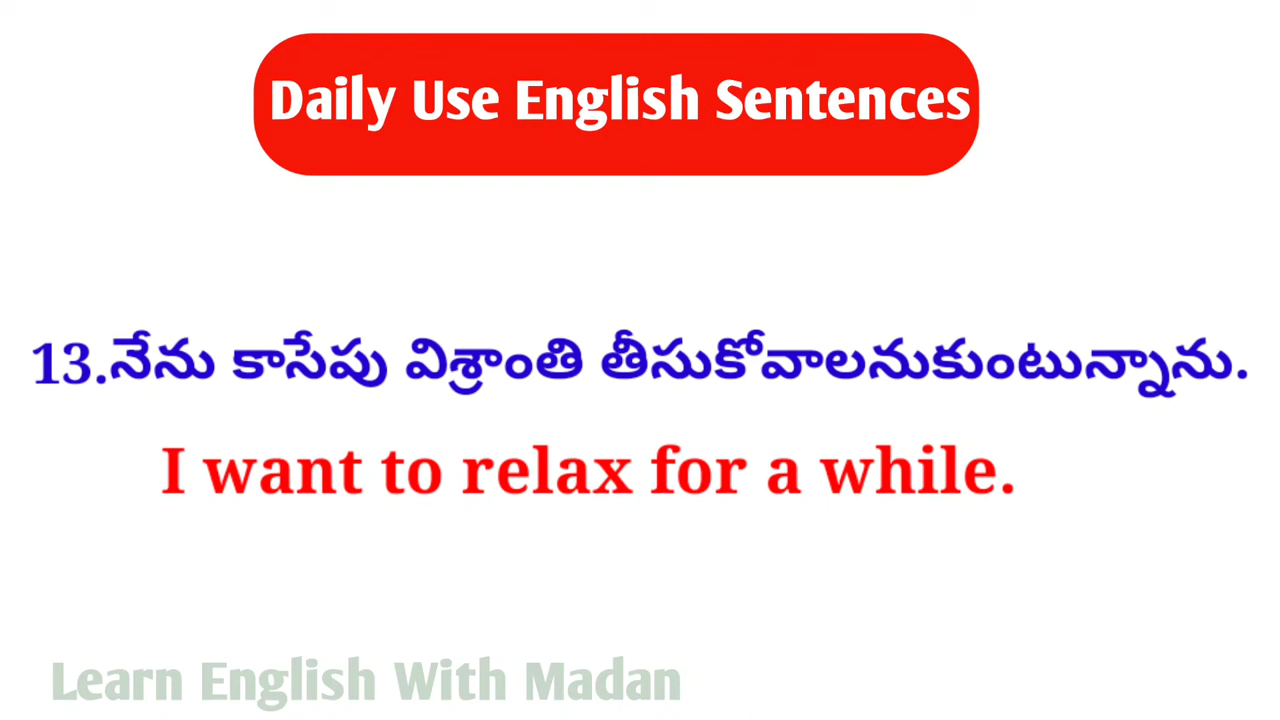 Daily Use English Sentences
13.నేను కాసేపు విశ్రాంతి తీసుకోవాలనుకుంటున్నాను.
I want to relax for a while.
Learn English With Madan